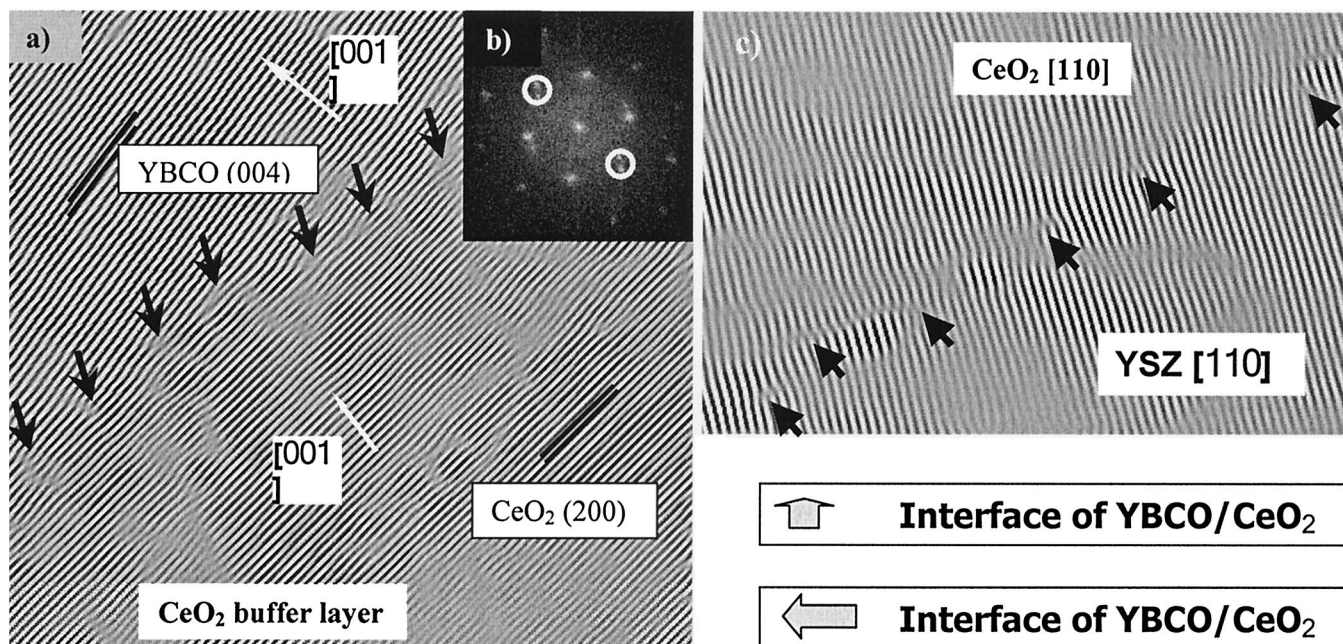 a)
[001
]
YBCO (004)
b)
c)
CeO₂ [110]
YSZ [110]
[001
]
CeO₂ (200)
CeO₂ buffer layer
Interface of YBCO/CeO₂
Interface of YBCO/CeO₂